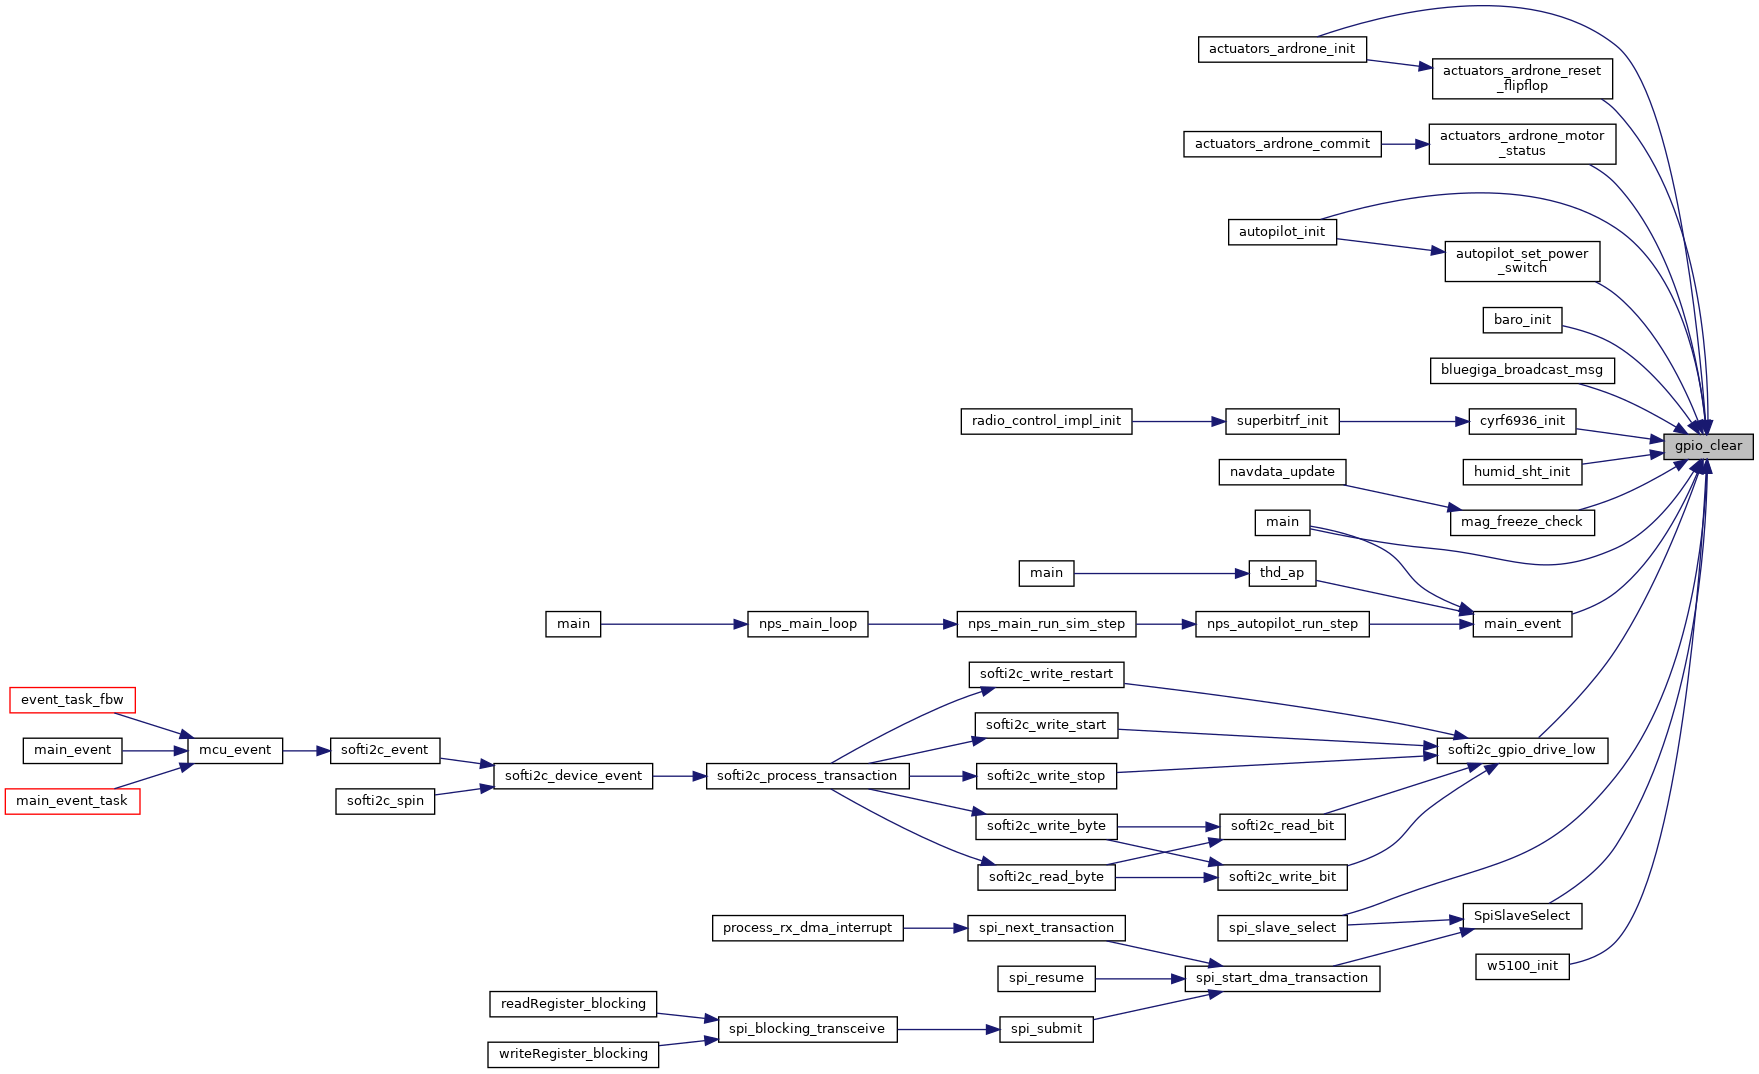 actuators_ardrone_init
actuators_ardrone_reset
_flipflop
actuators_ardrone_commit
actuators_ardrone_motor
_status
autopilot_init
autopilot_set_power
_switch
baro_init
bluegiga_broadcast_msg
radio_control_impl_init
superbitrf_init
cyrf6936_init
gpio_clear
navdata_update
humid_sht_init
main
mag_freeze_check
main
thd_ap
main
nps_main_loop
nps_main_run_sim_step
nps_autopilot_run_step
main_event
softi2c_write_restart
event_task_fbw
softi2c_write_start
main_event
mcu_event
softi2c_event
softi2c_gpio_drive_low
softi2c_device_event
softi2c_process_transaction
softi2c_write_stop
main_event_task
softi2c_spin
softi2c_write_byte
softi2c_read_bit
softi2c_read_byte
softi2c_write_bit
process_rx_dma_interrupt
spi_next_transaction
spi_slave_select
SpiSlaveSelect
spi_resume
spi_start_dma_transaction
w5100_init
readRegister_blocking
spi_blocking_transceive
spi_submit
writeRegister_blocking